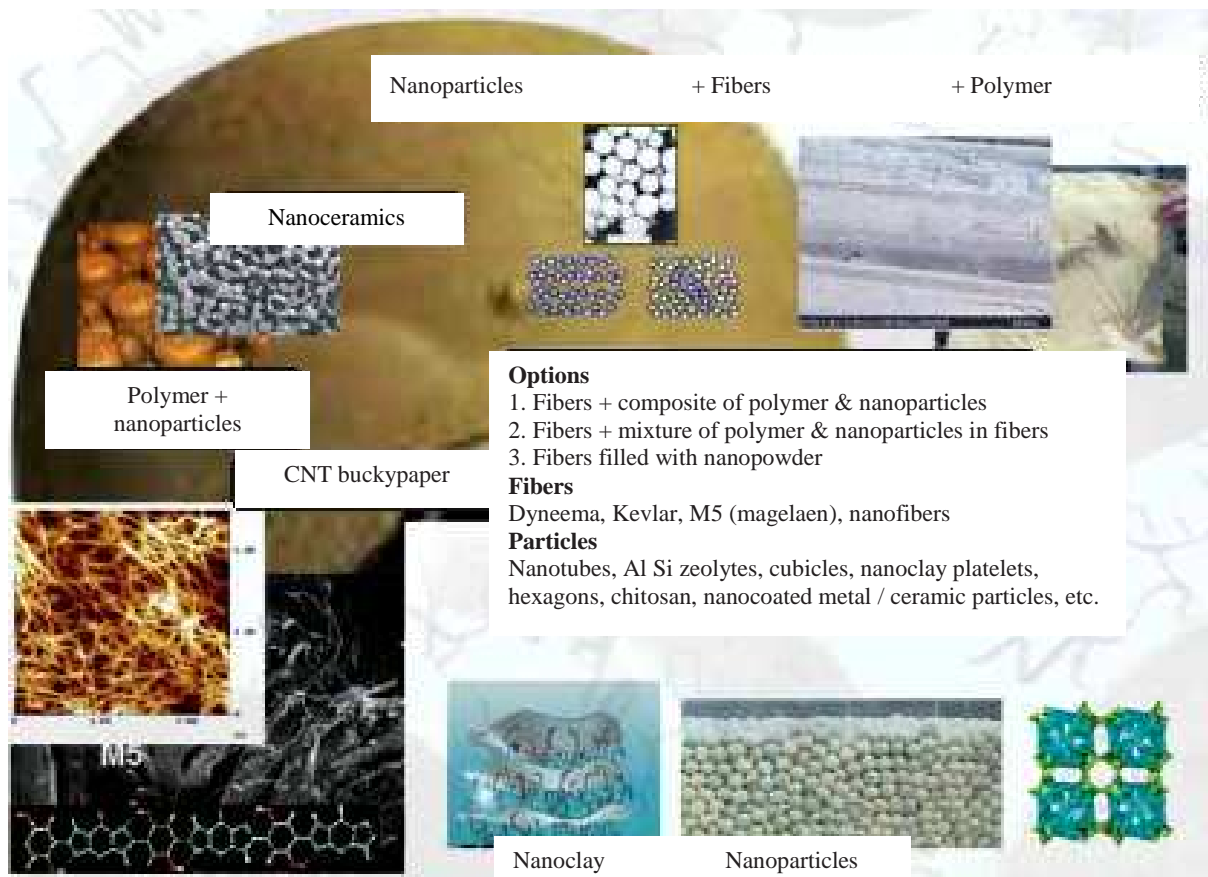 Nanoparticles + Fibers + Polymer
Nanoceramics
Polymer +
nanoparticles
CNT buckypaper
Options
1. Fibers + composite of polymer & nanoparticles
2. Fibers + mixture of polymer & nanoparticles in fibers
3. Fibers filled with nanopowder
Fibers
Dyneema, Kevlar, M5 (magelaen), nanofibers
Particles
Nanotubes, Al Si zeolytes, cubicles, nanoclay platelets,
hexagons, chitosan, nanocoated metal / ceramic particles, etc.
M5
Nanoclay Nanoparticles